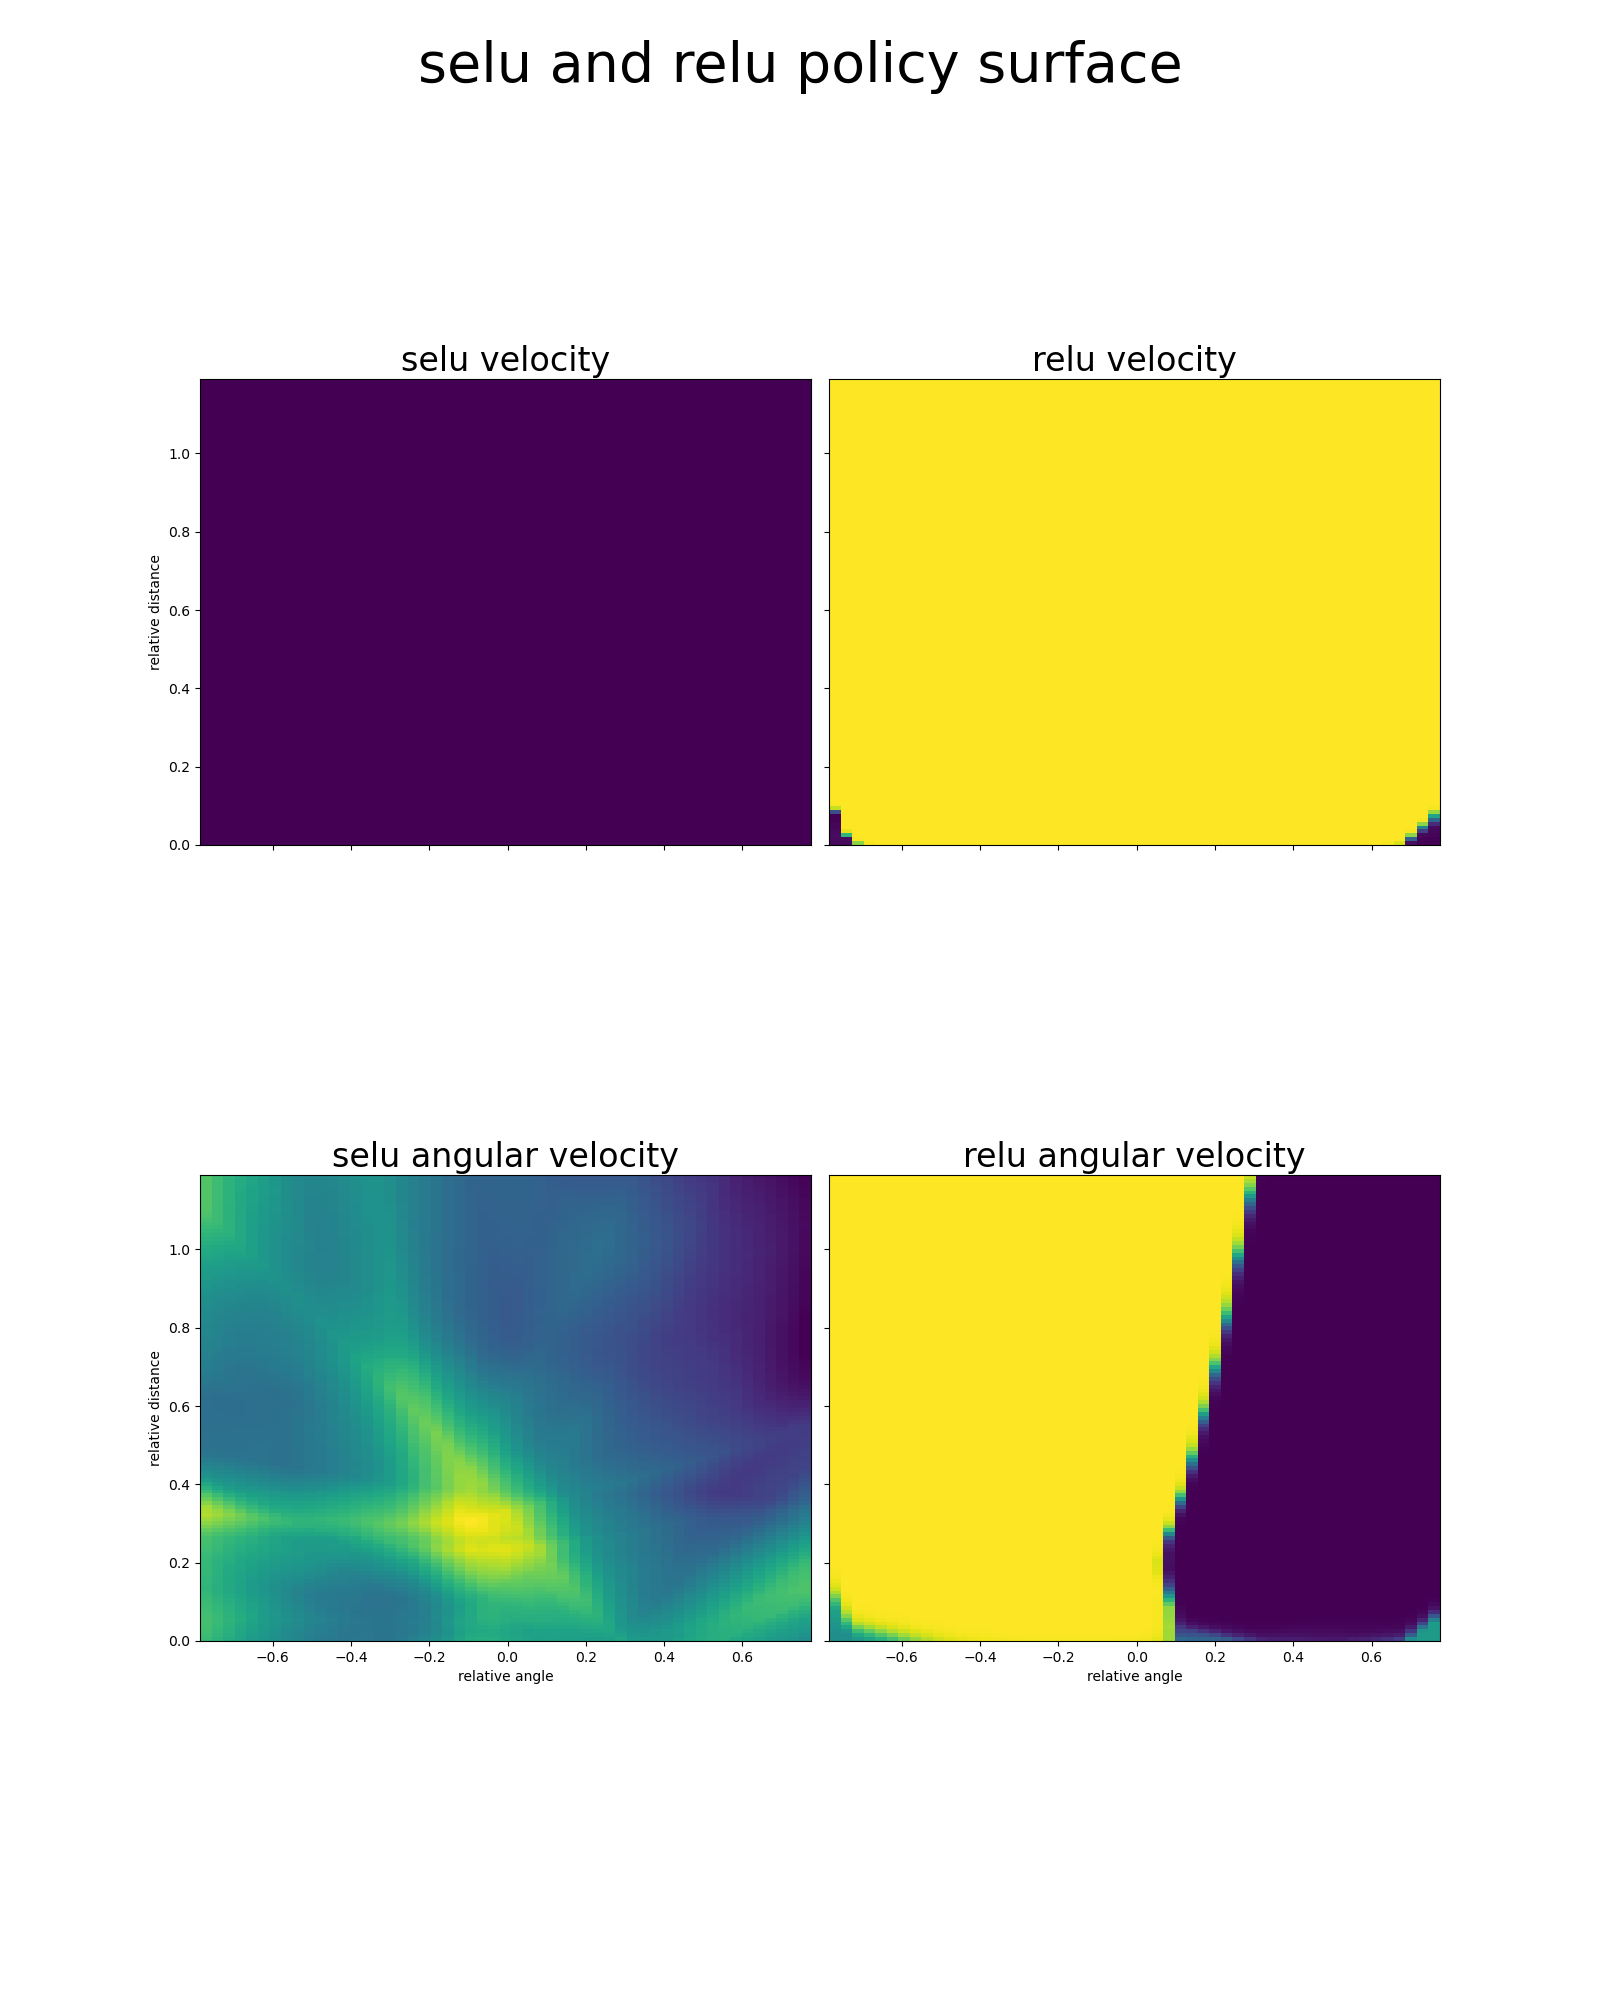 selu and relu policy surface
selu velocity
relu velocity
1.0
0.8
0.6
0.4
0.2
0.0
relative distance
selu angular velocity
relu angular velocity
1.0
0.8
0.6
0.4
0.2
0.0
relative distance
−0.6 −0.4 −0.2 0.0 0.2 0.4 0.6
relative angle
−0.6 −0.4 −0.2 0.0 0.2 0.4 0.6
relative angle